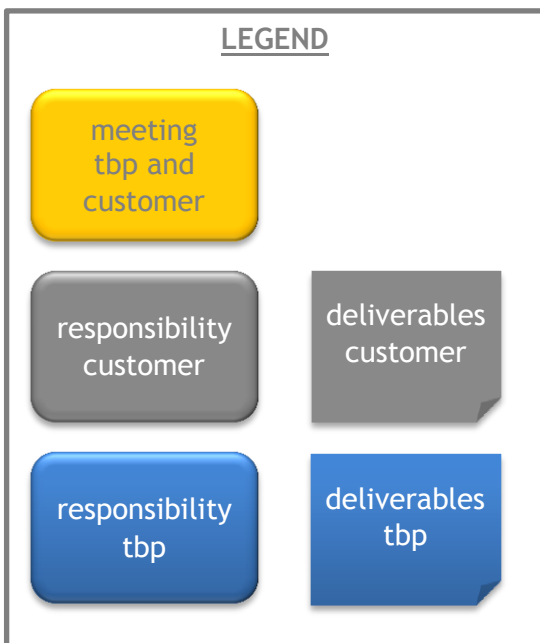 LEGEND
meeting
tbp and
customer
responsibility
customer
deliverables
customer
responsibility
tbp
deliverables
tbp